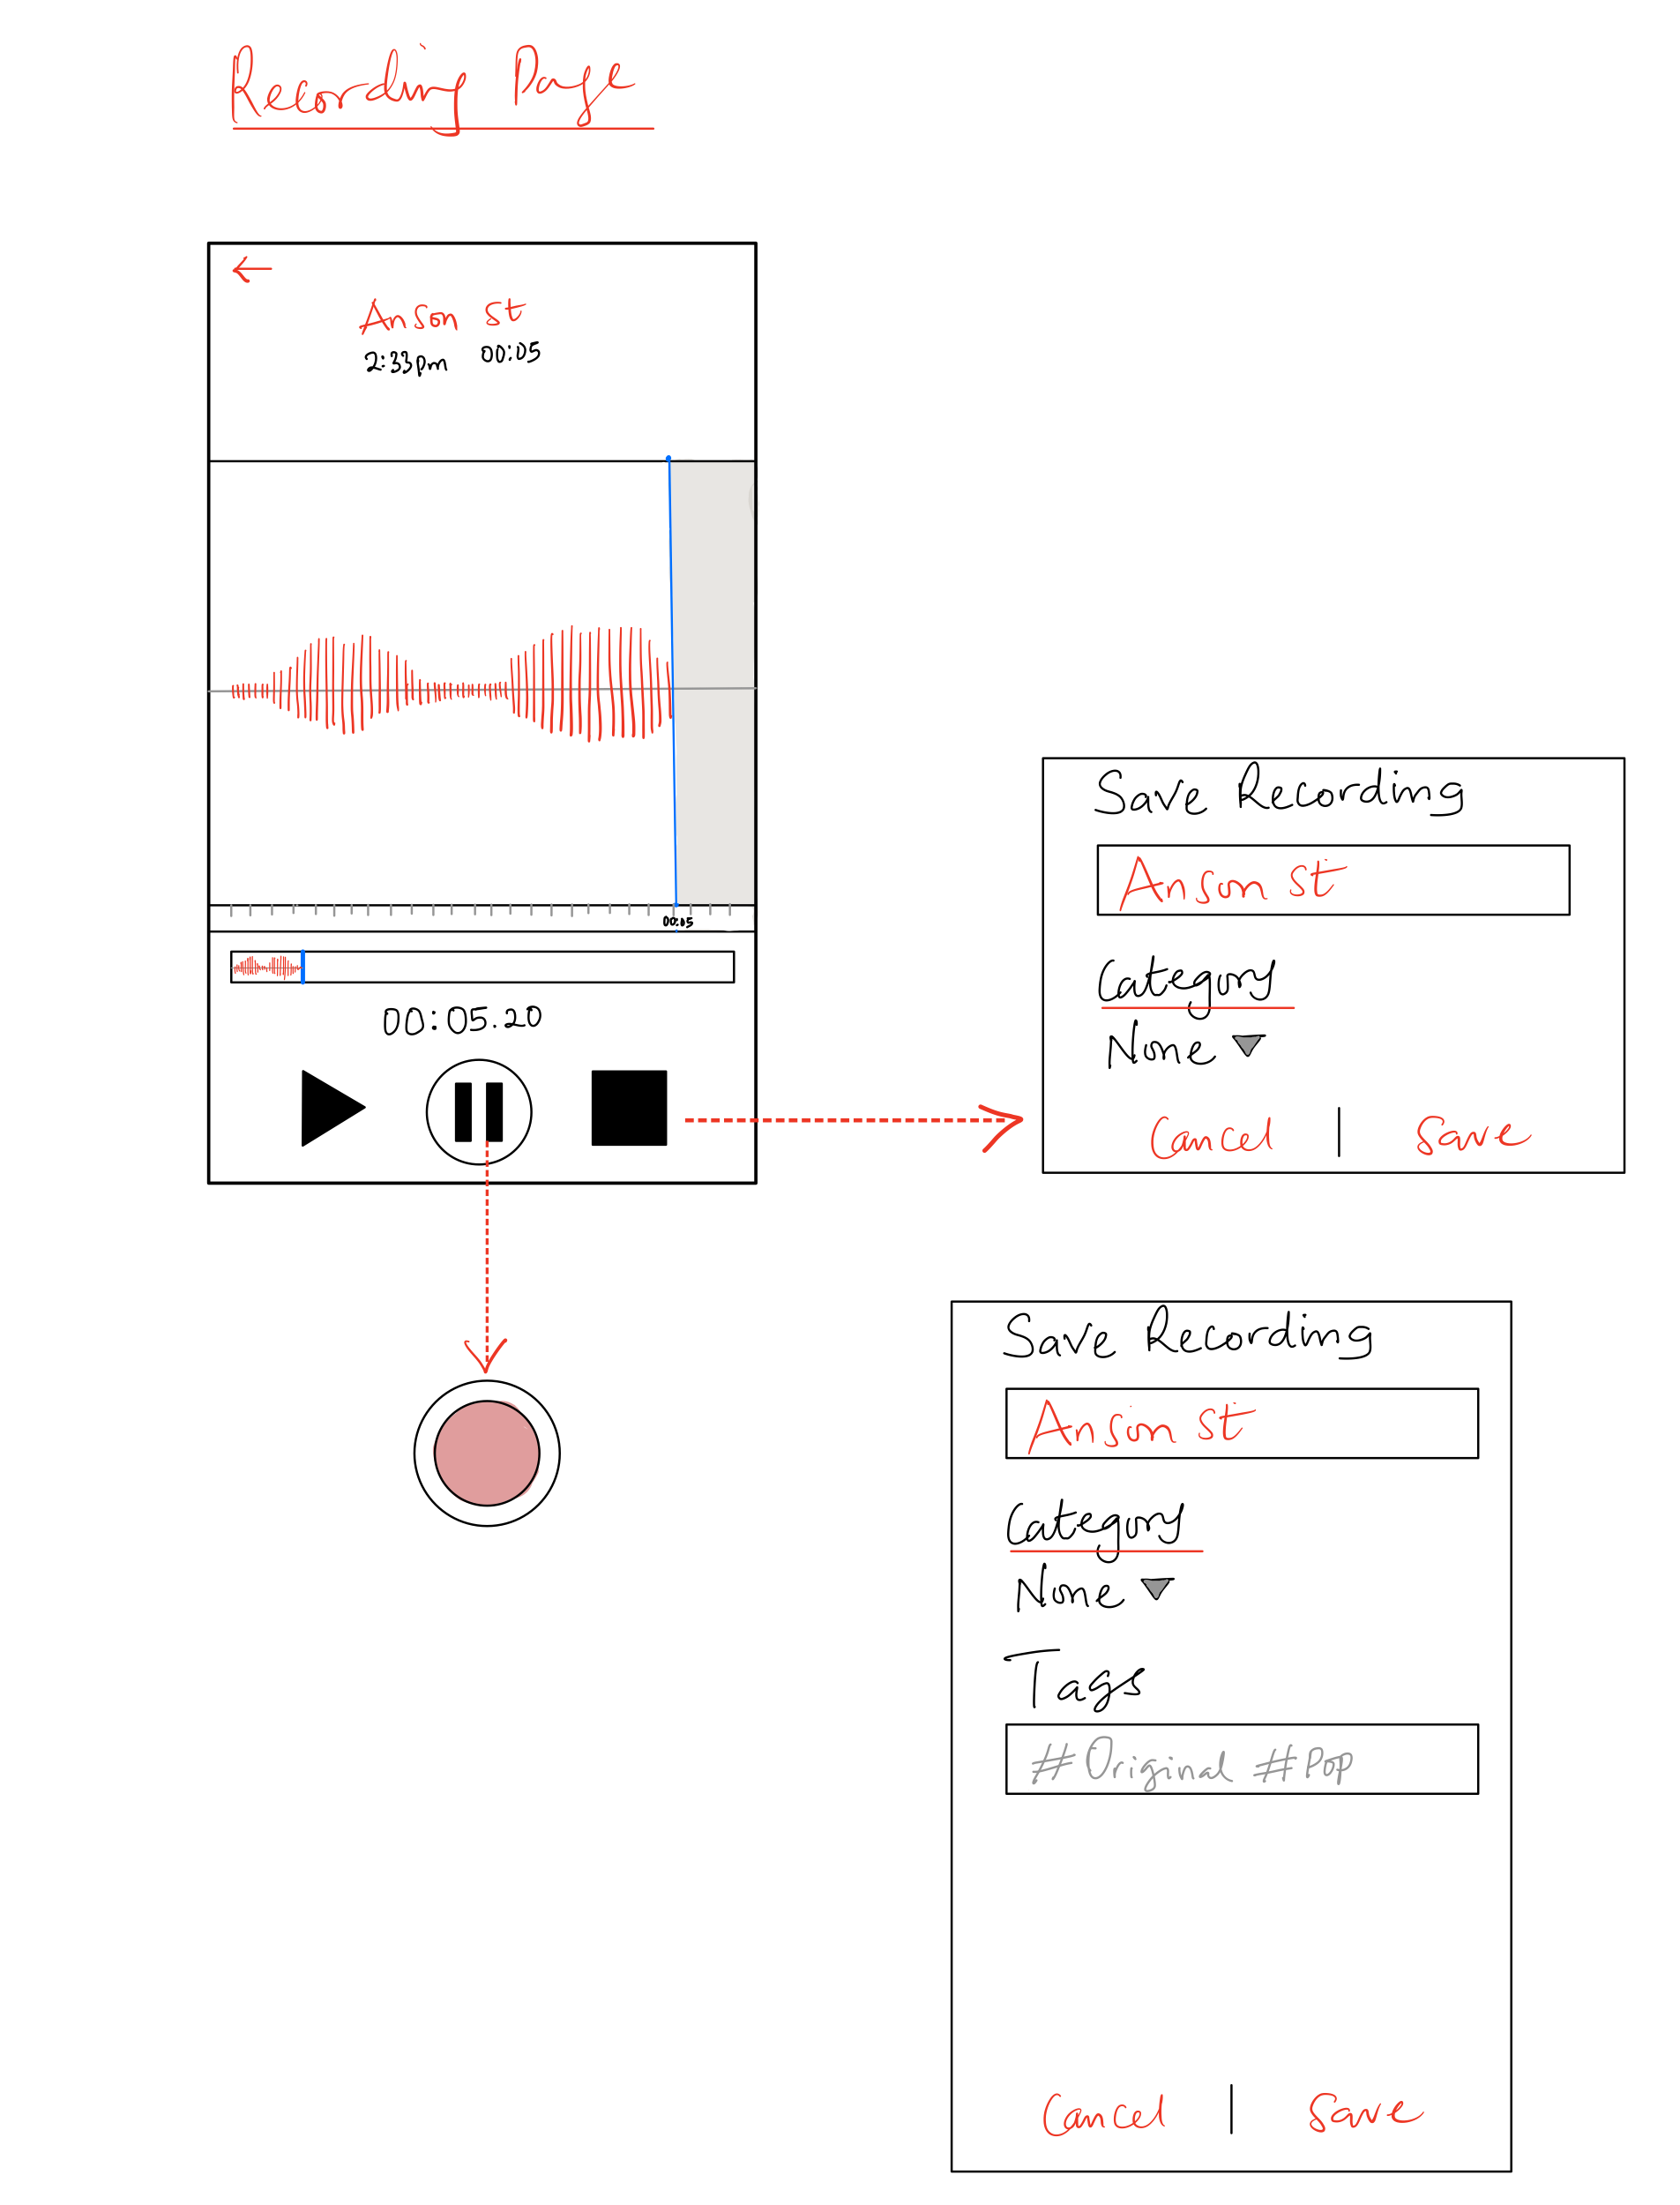 Recording Page
Anson st
2:33pm 00:05
00:05
00:05.20
Save Recording
Anson st
Category
None
Cancel | Save
Save Recording
Anson st
Category
None
Tags
#Original #Pop
Cancel | Save